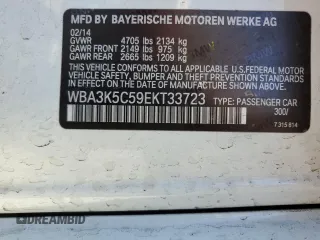 MFD BY BAYERISCHE MOTOREN WERKE AG
02/14
GVWR 4705 lbs 2134 kg
GAWR FRONT 2149 lbs 975 kg
GAWR REAR 2665 lbs 1209 kg
THIS VEHICLE CONFORMS TO ALL APPLICABLE U.S. FEDERAL MOTOR
VEHICLE SAFETY, BUMPER, AND THEFT PREVENTION STANDARDS IN
EFFECT ON THE DATE OF MANUFACTURE SHOWN ABOVE.
WBA3K5C59EKT33723 TYPE: PASSENGER CAR
300/
7 315 814
DREAMBID